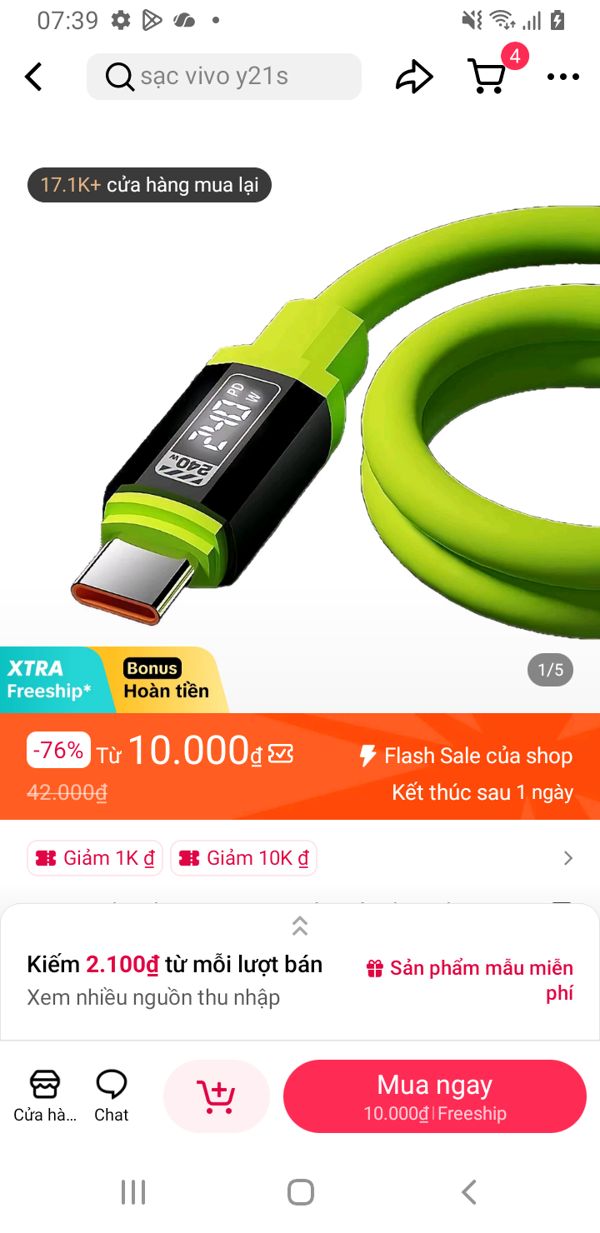 07:39
sạc vivo y21s
4
17.1K+ cửa hàng mua lại
240 PD W
240W
XTRA
Freeship*
Bonus
Hoàn tiền
1/5
-76% Từ 10.000₫
Flash Sale của shop
42.000₫
Kết thúc sau 1 ngày
Giảm 1K ₫
Giảm 10K ₫
Kiếm 2.100₫ từ mỗi lượt bán
Sản phẩm mẫu miễn phí
Xem nhiều nguồn thu nhập
Cửa hà...
Chat
Mua ngay
10.000₫|Freeship